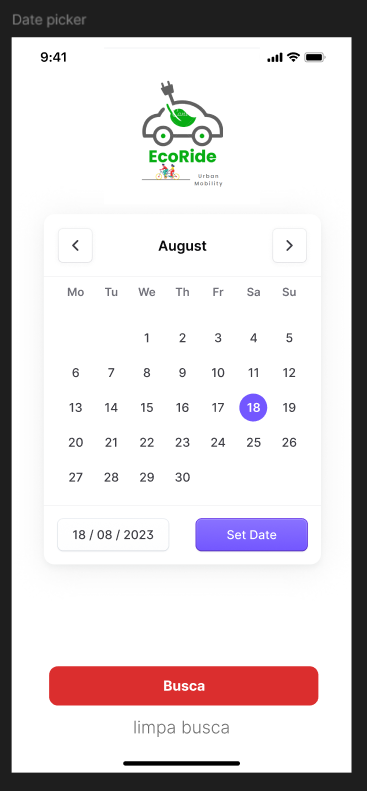 Date picker
9:41
EcoRide
Urban
Mobility
August
Mo Tu We Th Fr Sa Su
1 2 3 4 5
6 7 8 9 10 11 12
13 14 15 16 17 18 19
20 21 22 23 24 25 26
27 28 29 30
18 / 08 / 2023 Set Date
Busca
limpa busca